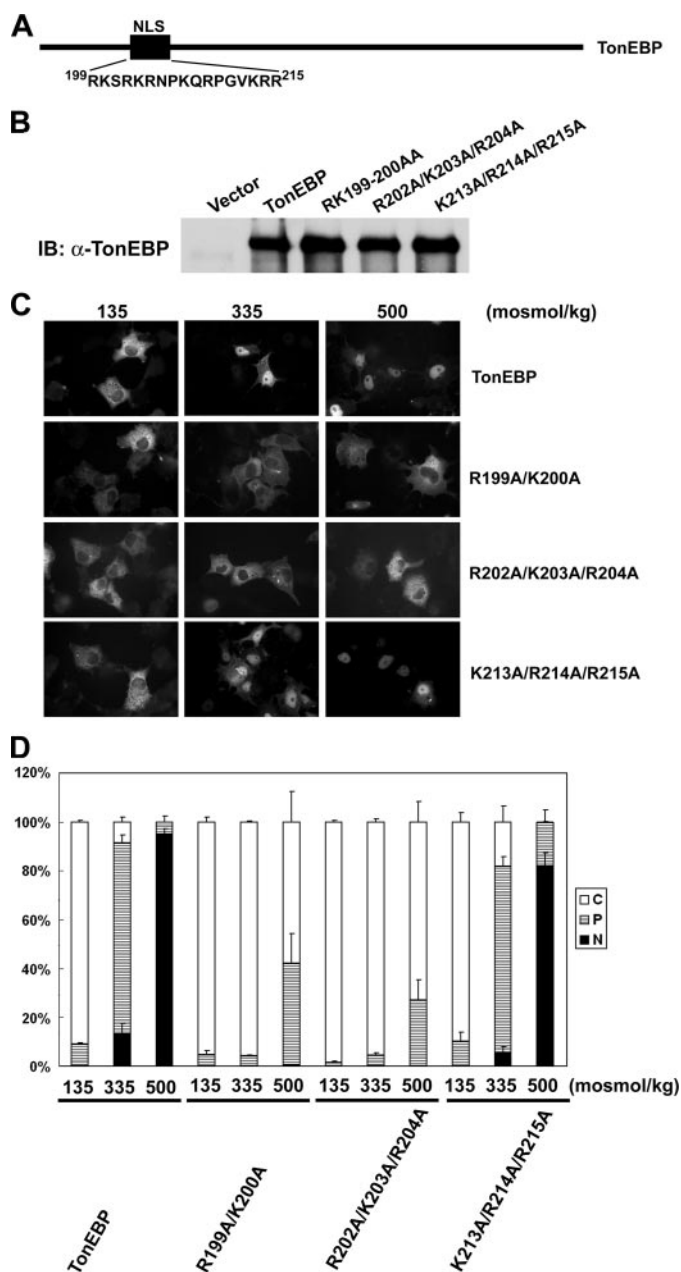 A
NLS
TonEBP
199RKSRKRNPKQRPGVKRR215
B
Vector
TonEBP
RK199-200AA
R202A/K203A/R204A
K213A/R214A/R215A
IB: α-TonEBP
C
135 335 500 (mosmol/kg)
TonEBP
R199A/K200A
R202A/K203A/R204A
K213A/R214A/R215A
D
120%
100%
80%
60%
40%
20%
0%
C
P
N
135 335 500 135 335 500 135 335 500 135 335 500 (mosmol/kg)
TonEBP
R199A/K200A
R202A/K203A/R204A
K213A/R214A/R215A